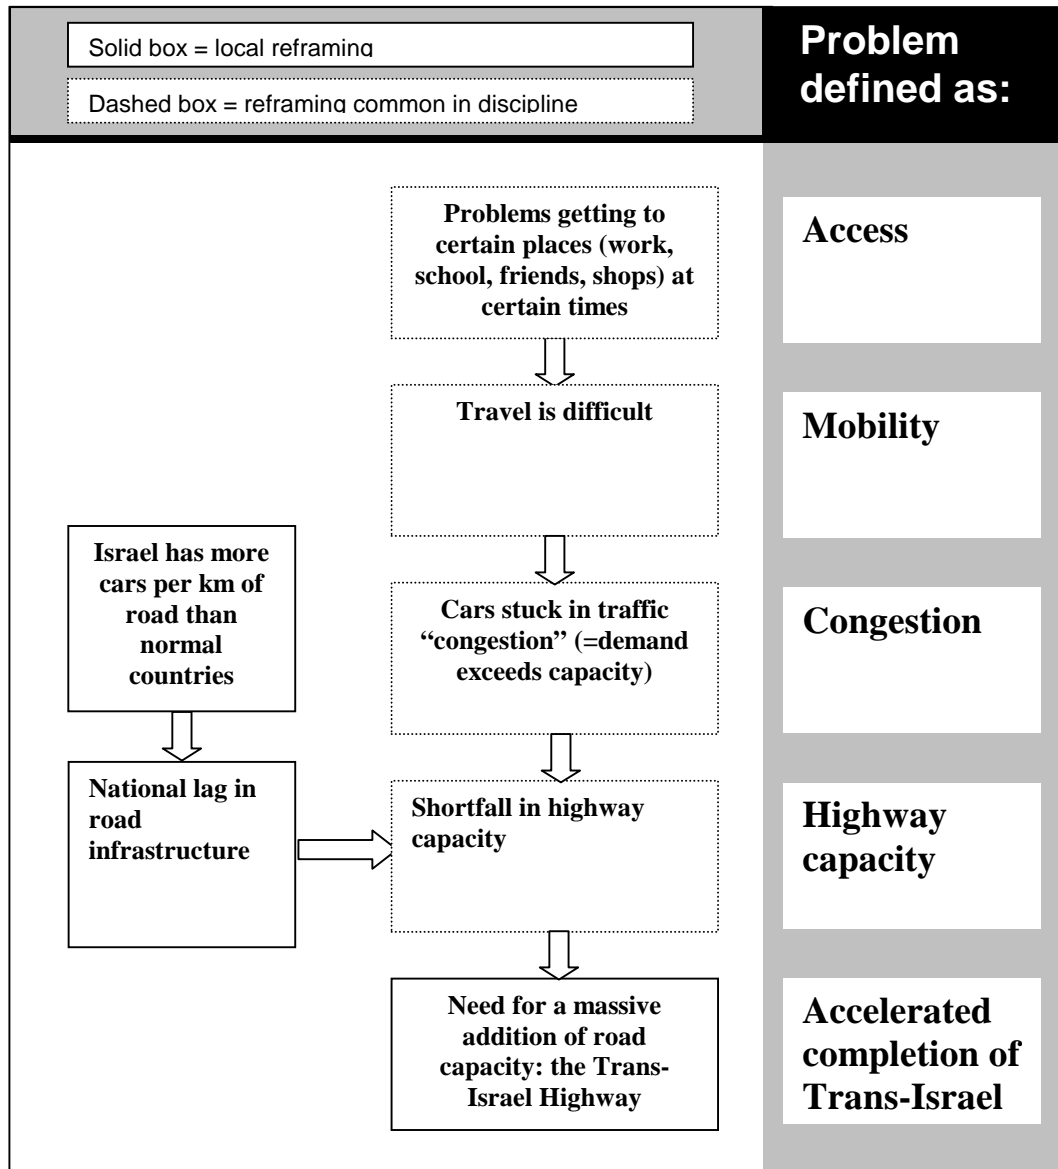 Solid box = local reframing
Dashed box = reframing common in discipline
Problem
defined as:
Problems getting to
certain places (work,
school, friends, shops) at
certain times
Access
Travel is difficult
Mobility
Israel has more
cars per km of
road than
normal
countries
Cars stuck in traffic
“congestion” (=demand
exceeds capacity)
Congestion
National lag in
road
infrastructure
Shortfall in highway
capacity
Highway
capacity
Need for a massive
addition of road
capacity: the Trans-
Israel Highway
Accelerated
completion of
Trans-Israel